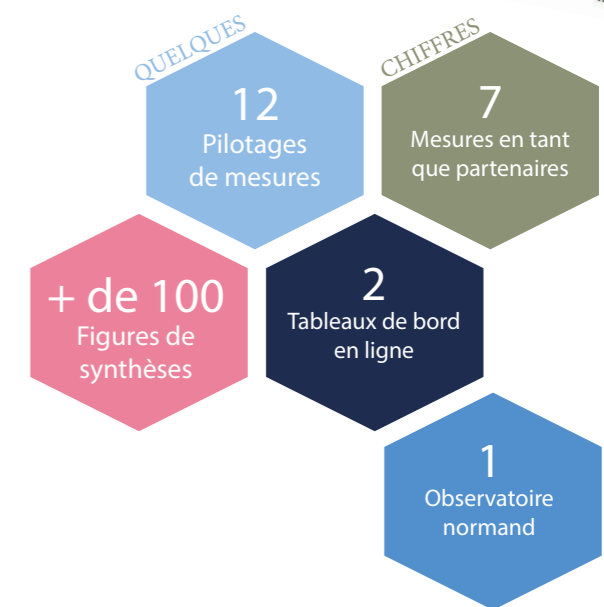 QUELQUES
CHIFFRES
12
Pilotages
de mesures
7
Mesures en tant
que partenaires
+ de 100
Figures de
synthèses
2
Tableaux de bord
en ligne
1
Observatoire
normand